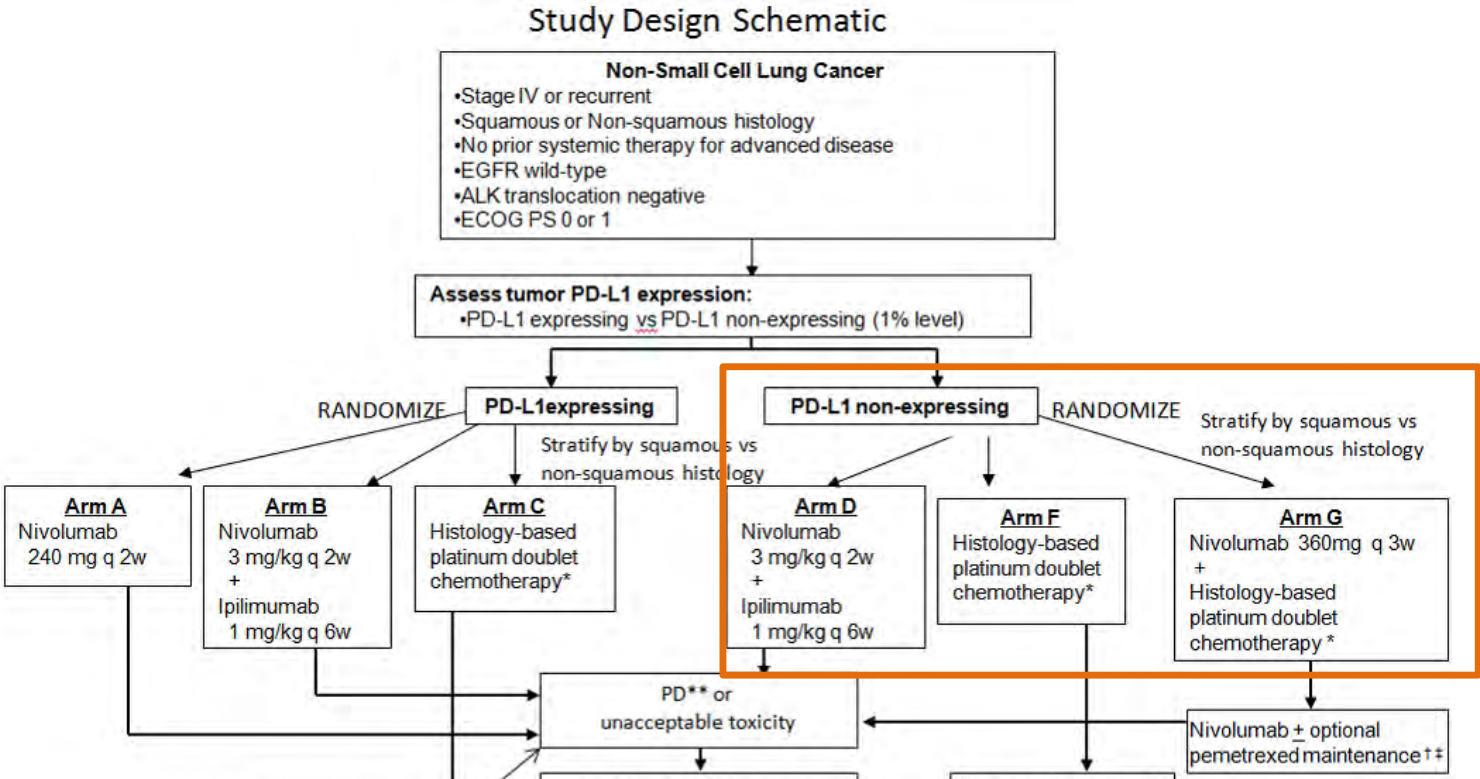 Study Design Schematic
Non-Small Cell Lung Cancer
•Stage IV or recurrent
•Squamous or Non-squamous histology
•No prior systemic therapy for advanced disease
•EGFR wild-type
•ALK translocation negative
•ECOG PS 0 or 1
Assess tumor PD-L1 expression:
•PD-L1 expressing vs PD-L1 non-expressing (1% level)
RANDOMIZE
PD-L1expressing
Stratify by squamous vs
non-squamous histology
PD-L1 non-expressing
RANDOMIZE
Stratify by squamous vs
non-squamous histology
Arm A
Nivolumab
240 mg q 2w
Arm B
Nivolumab
3 mg/kg q 2w
+
Ipilimumab
1 mg/kg q 6w
Arm C
Histology-based
platinum doublet
chemotherapy*
Arm D
Nivolumab
3 mg/kg q 2w
+
Ipilimumab
1 mg/kg q 6w
Arm F
Histology-based
platinum doublet
chemotherapy*
Arm G
Nivolumab 360mg q 3w
+
Histology-based
platinum doublet
chemotherapy *
PD** or
unacceptable toxicity
Nivolumab ± optional
pemetrexed maintenance†‡